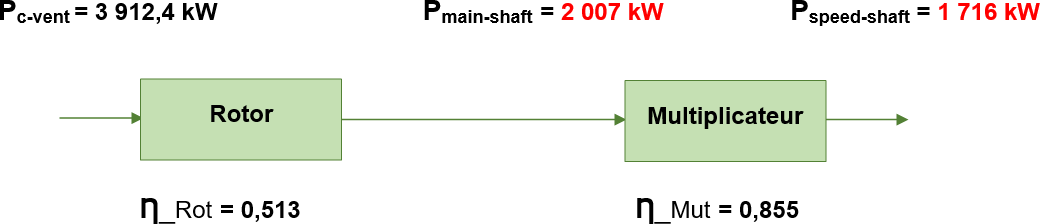 Pc-vent = 3 912,4 kW Pmain-shaft = 2 007 kW Pspeed-shaft = 1 716 kW
Rotor Multiplicateur
η_Rot = 0,513 η_Mut = 0,855